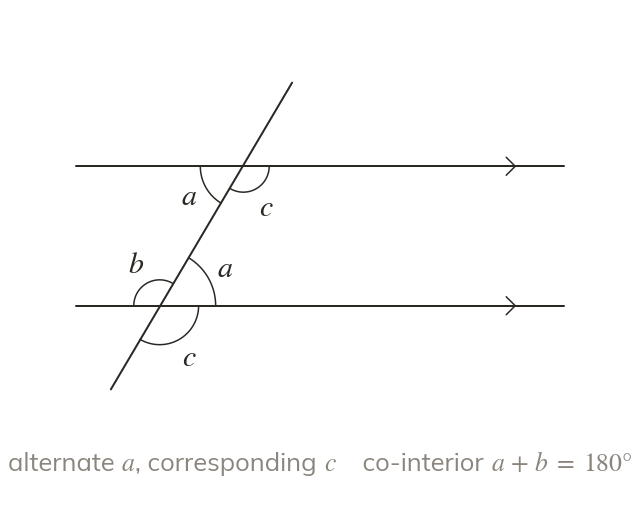 a
c
b
a
c
alternate a, corresponding c co-interior a + b = 180°